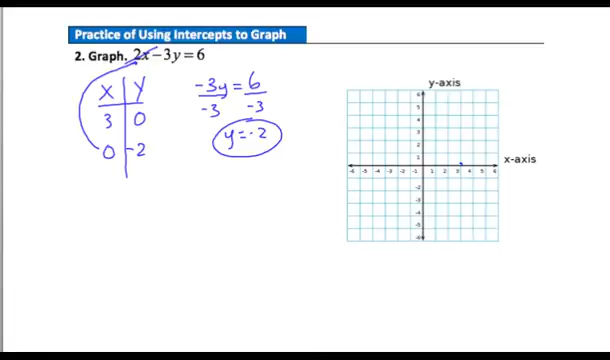 Practice of Using Intercepts to Graph
2. Graph. 2x − 3y = 6
x y
3 0
0 -2
-3y = 6
-3 -3
y = -2
y-axis
x-axis
6
5
4
3
2
1
-6 -5 -4 -3 -2 -1 1 2 3 4 5 6
-2
-3
-4
-5
-6